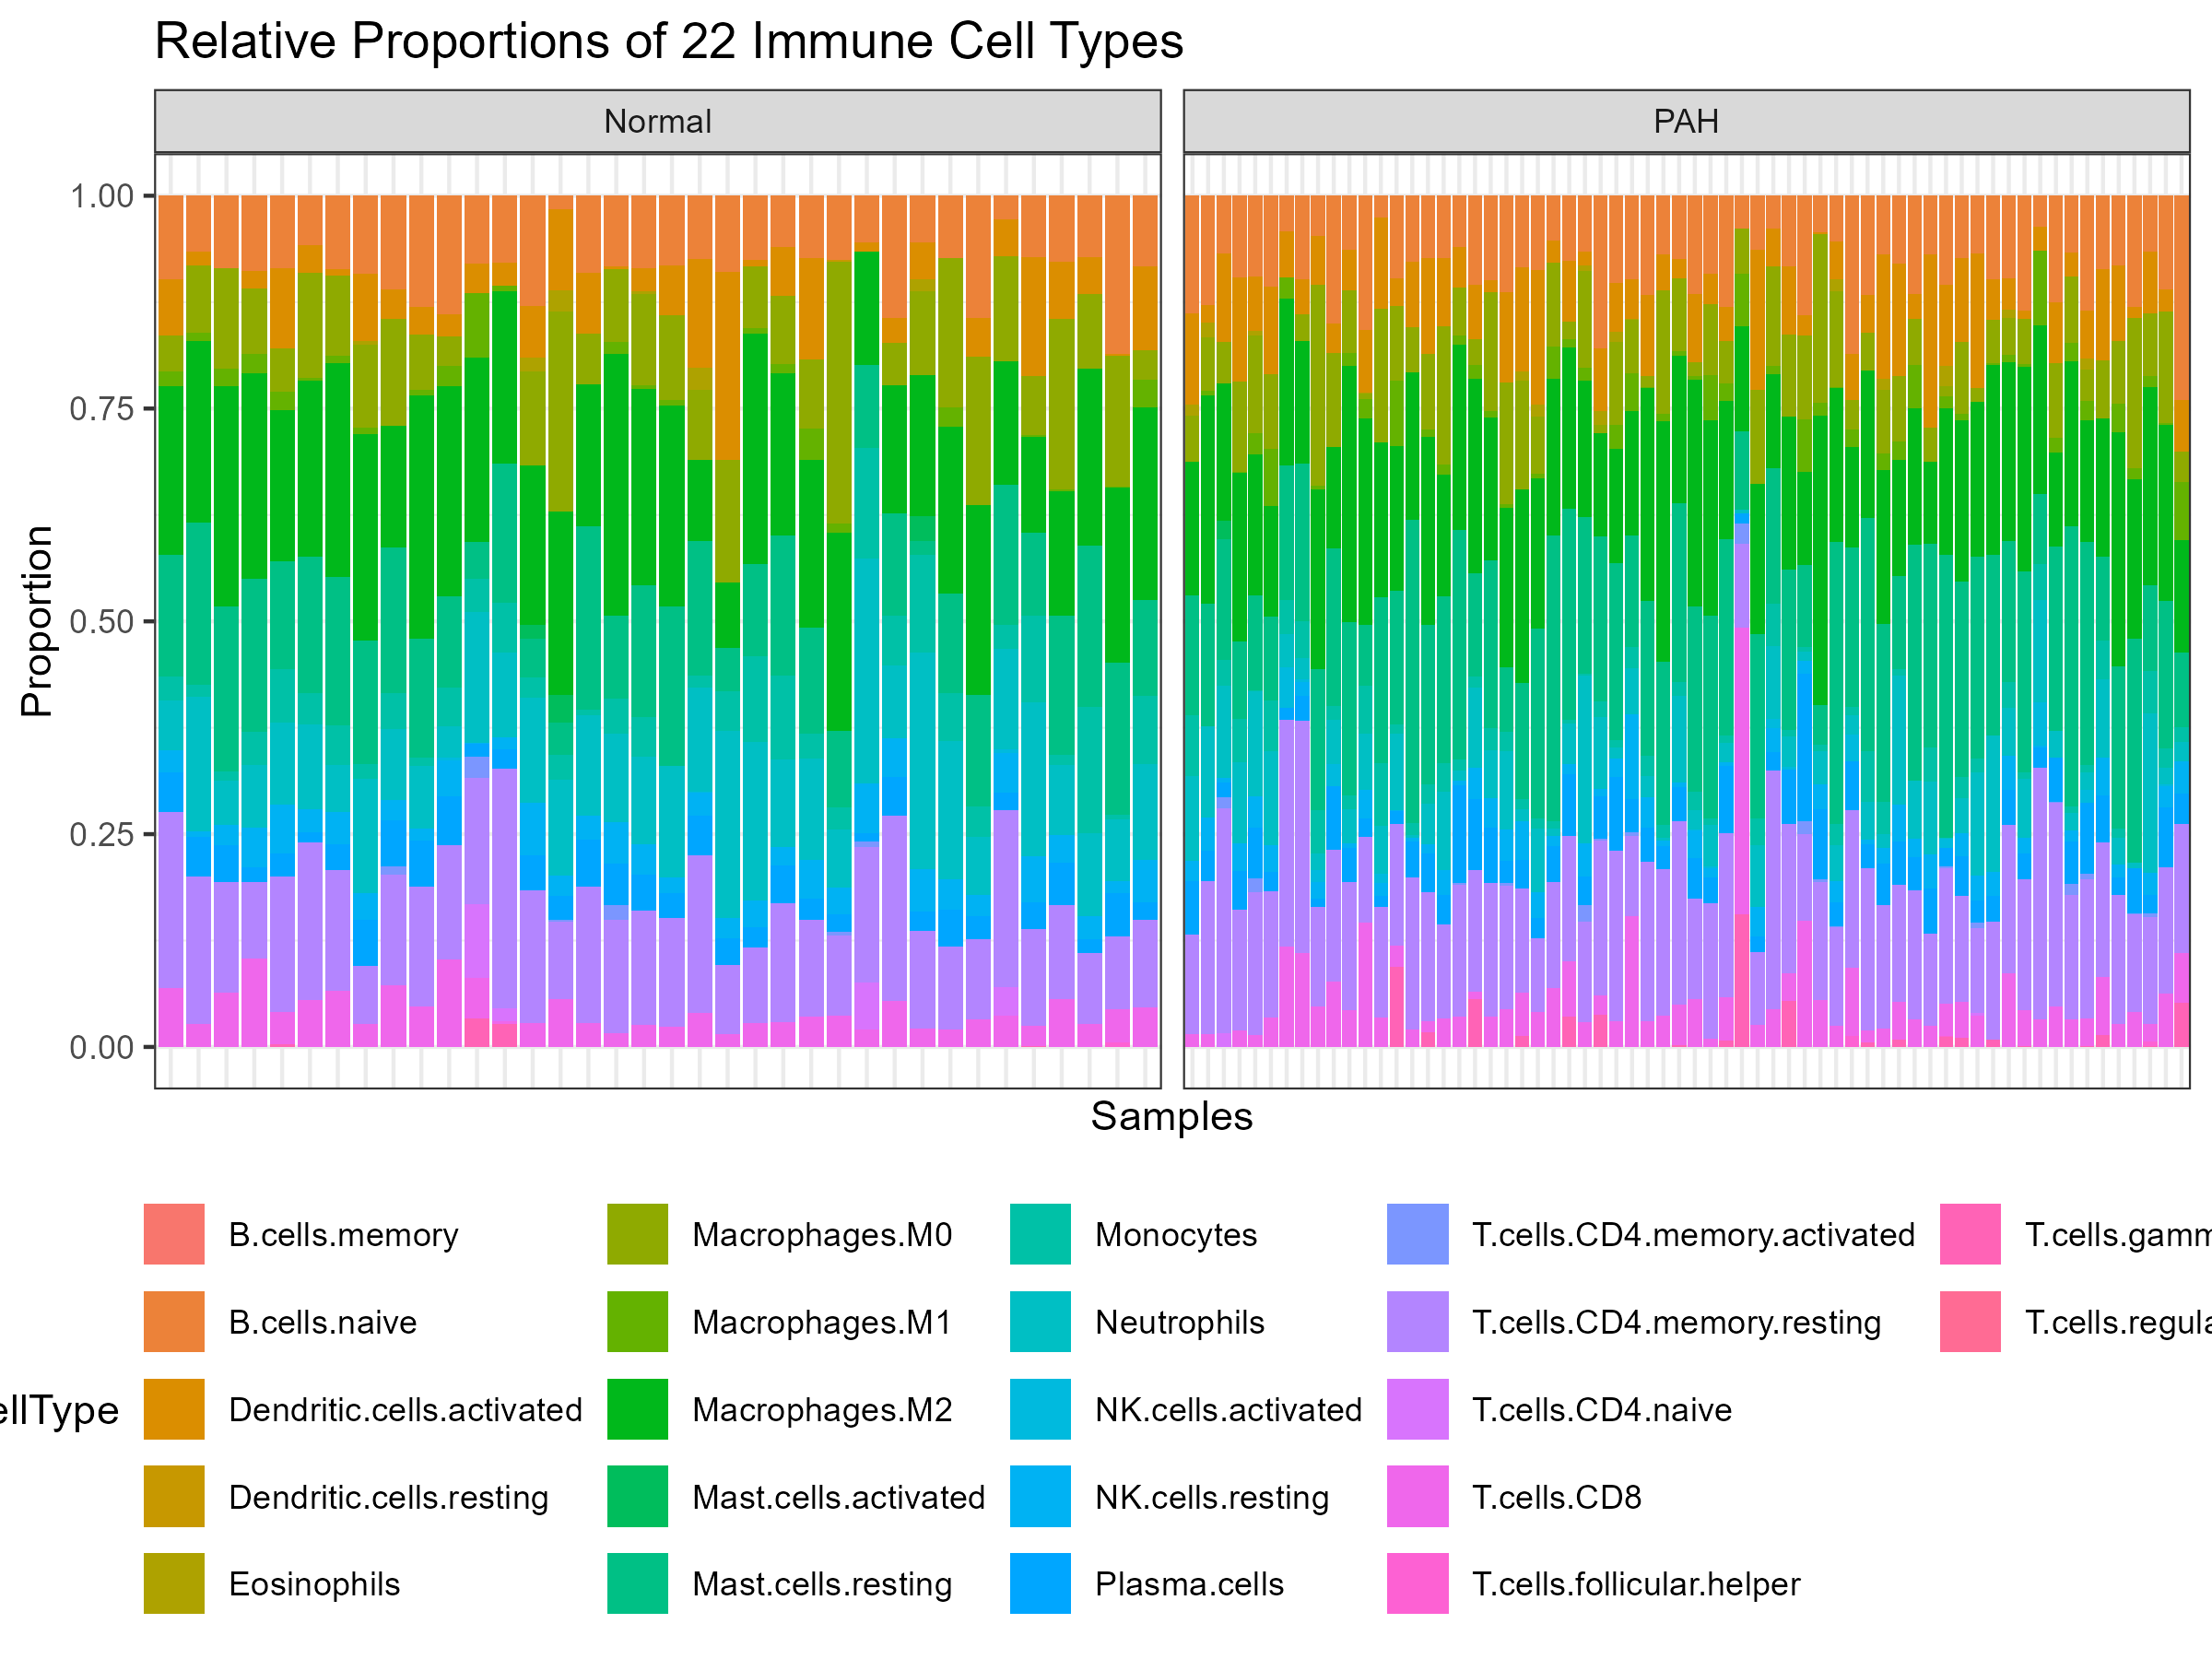 Relative Proportions of 22 Immune Cell Types
Normal
PAH
1.00
0.75
0.50
0.25
0.00
Proportion
Samples
ellType
B.cells.memory
B.cells.naive
Dendritic.cells.activated
Dendritic.cells.resting
Eosinophils
Macrophages.M0
Macrophages.M1
Macrophages.M2
Mast.cells.activated
Mast.cells.resting
Monocytes
Neutrophils
NK.cells.activated
NK.cells.resting
Plasma.cells
T.cells.CD4.memory.activated
T.cells.CD4.memory.resting
T.cells.CD4.naive
T.cells.CD8
T.cells.follicular.helper
T.cells.gamm
T.cells.regula